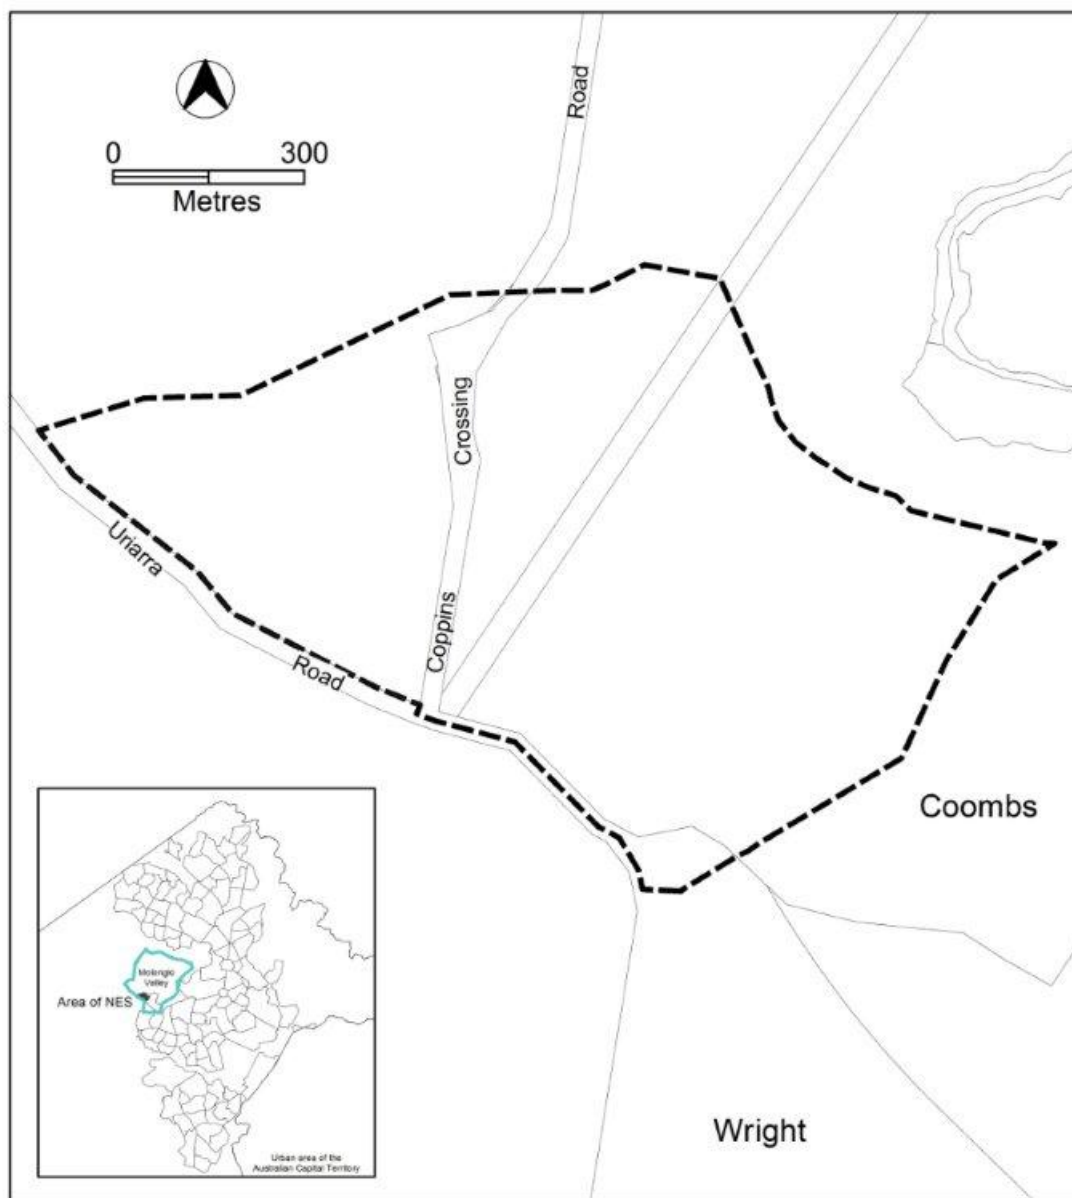 Road
0 300
Metres
Crossing
Uriarra
Coppins
Road
Coombs
Molonglo
Valley
Area of NES
Wright
Urban area of the
Australian Capital Territory